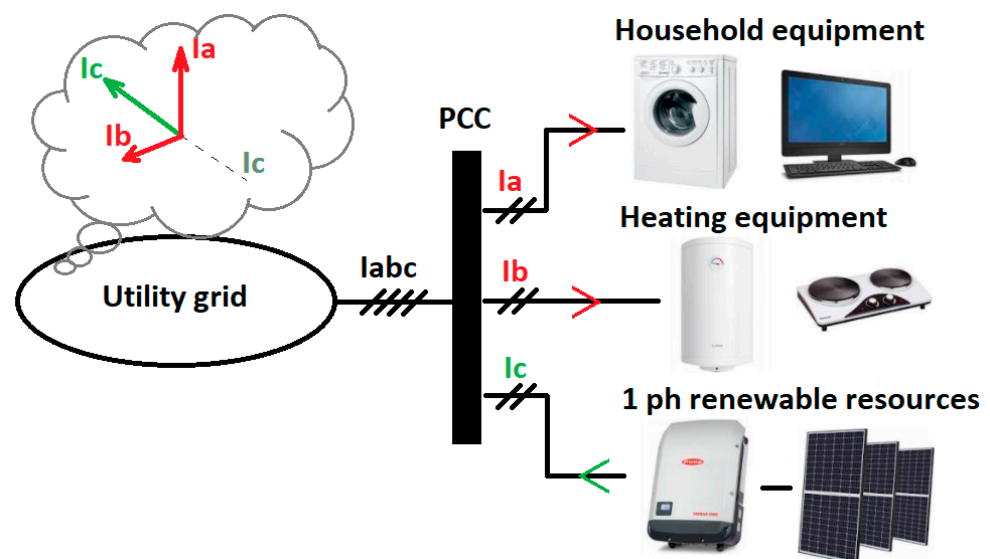 Household equipment
Ia
Ic
Ib
Ic
PCC
Ia
Heating equipment
Iabc
Ib
Utility grid
Ic
1 ph renewable resources